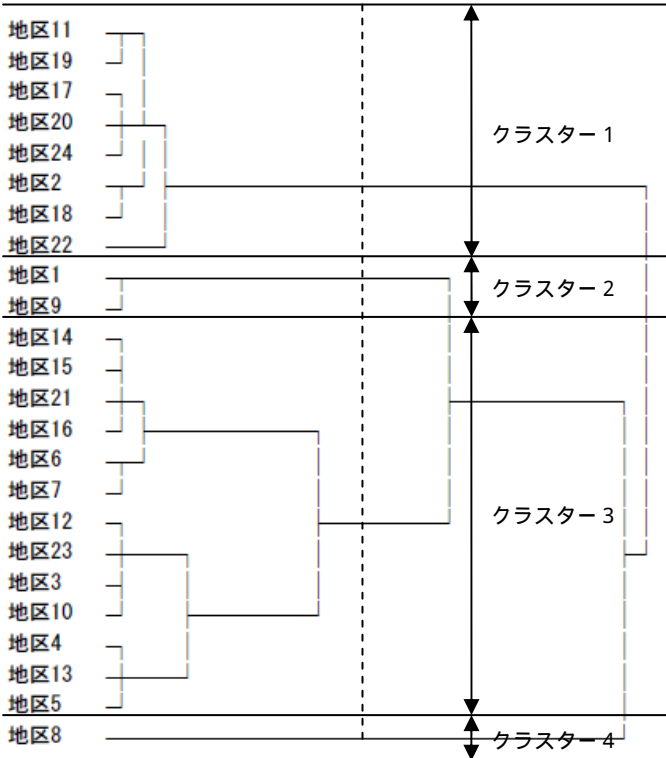 地区11
地区19
地区17
地区20
地区24
クラスター1
地区2
地区18
地区22
地区1
クラスター2
地区9
地区14
地区15
地区21
地区16
地区6
地区7
地区12
クラスター3
地区23
地区3
地区10
地区4
地区13
地区5
地区8
クラスター4